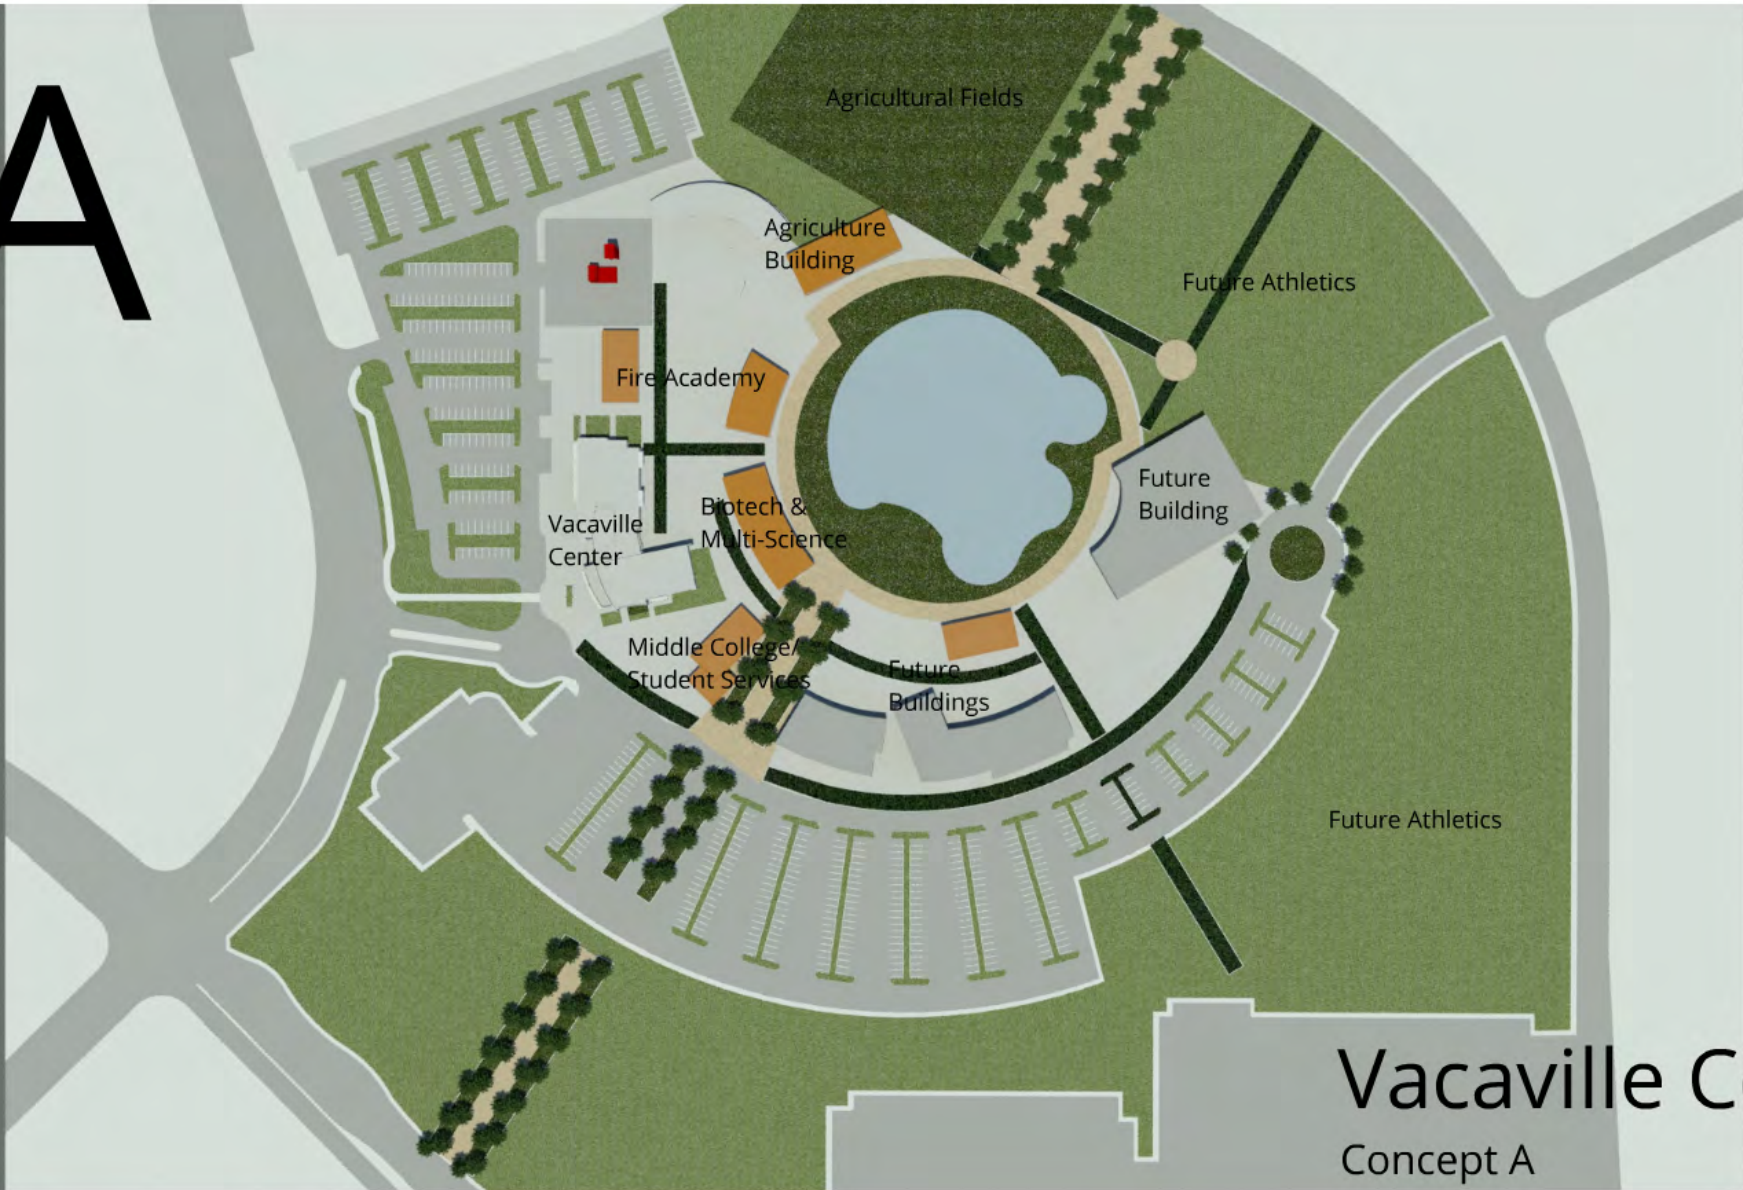 A
Agricultural Fields
Agriculture
Building
Future Athletics
Fire Academy
Future
Building
Biotech &
Multi-Science
Vacaville
Center
Middle College/
Student Services
Future
Buildings
Future Athletics
Vacaville
Concept A